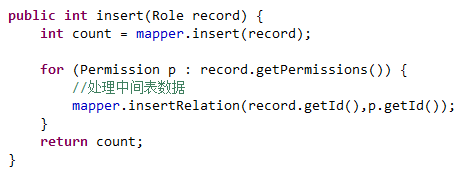 public int insert(Role record) {
    int count = mapper.insert(record);

    for (Permission p : record.getPermissions()) {
        //处理中间表数据
        mapper.insertRelation(record.getId(),p.getId());
    }
    return count;
}